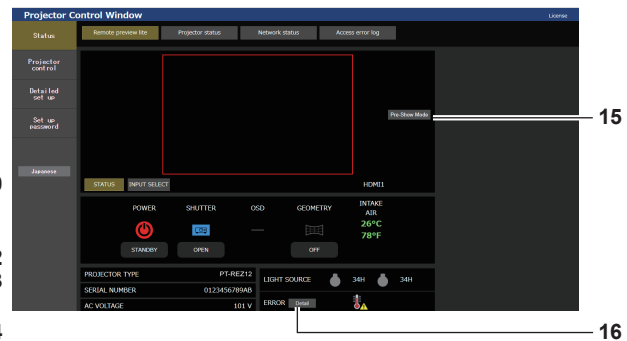 Projector Control Window
License
Status
Remote preview lite
Projector status
Network status
Access error log
Projector
control
Detailed
set up
Set up
password
Pre-Show Mode
15
Japanese
STATUS
INPUT SELECT
HDMI1
POWER
SHUTTER
OSD
GEOMETRY
INTAKE
AIR
26°C
78°F
STANDBY
OPEN
OFF
PROJECTOR TYPE
PT-REZ12
LIGHT SOURCE
34H
34H
SERIAL NUMBER
0123456789AB
AC VOLTAGE
101 V
ERROR
Detail
16